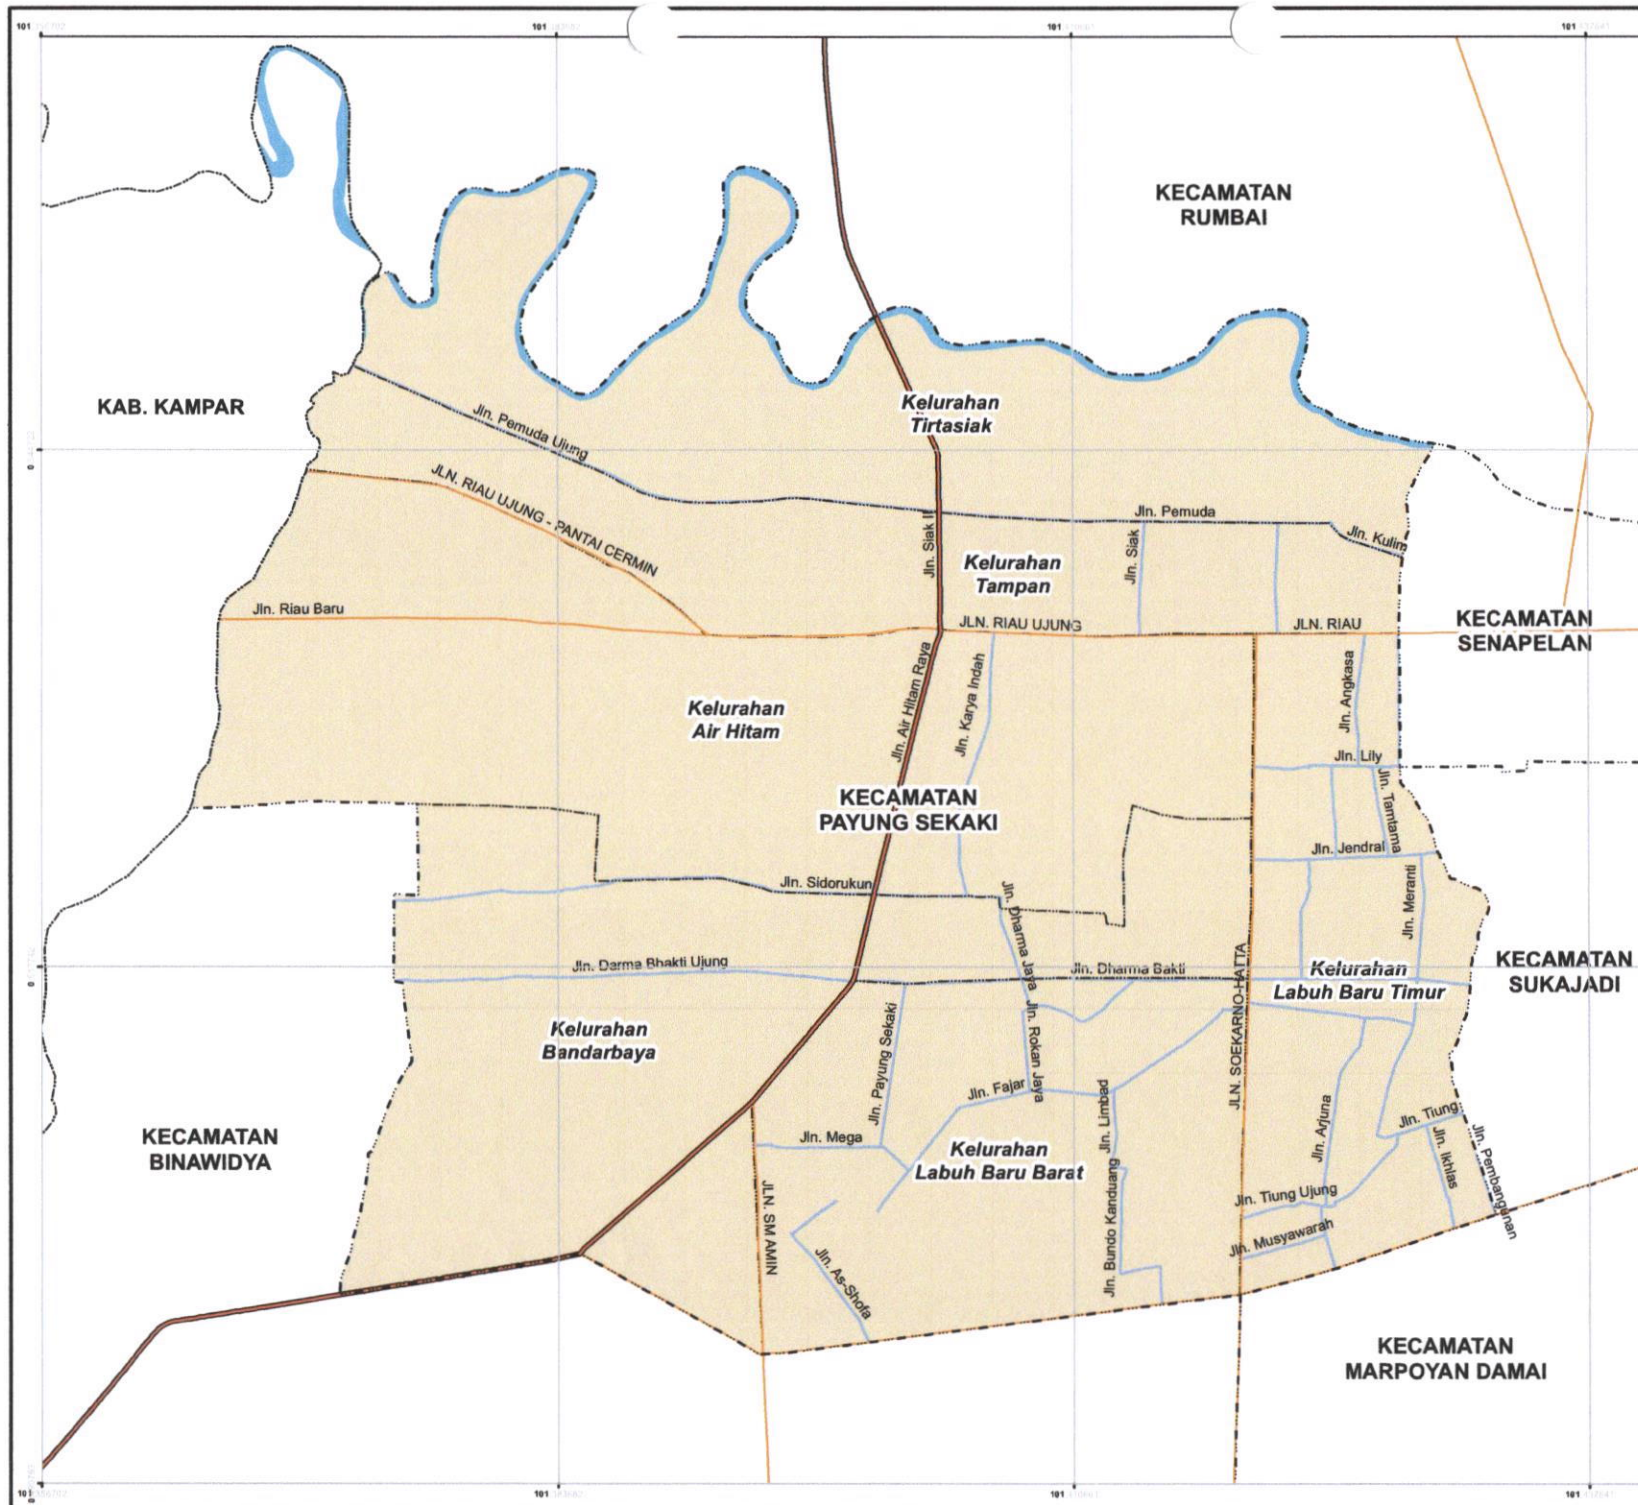 KECAMATAN
RUMBAI
KAB. KAMPAR
Kelurahan
Tirtasiak
Jln. Pemuda Ujung
JLN. RIAU UJUNG - PANTAI CERMIN
Jln. Siak II
Jln. Pemuda
Jln. Siak
Jln. Kulim
Kelurahan
Tampan
Jln. Riau Baru
JLN. RIAU UJUNG
JLN. RIAU
KECAMATAN
SENAPELAN
Jln. Air Hitam Raya
Jln. Karya Indah
Jln. Angkasa
Kelurahan
Air Hitam
Jln. Lily
Jln. Tamtama
KECAMATAN
PAYUNG SEKAKI
Jln. Jendral
Jln. Sidorukun
Jln. Dharma Jaya
Jln. Meranti
Jln. Darma Bhakti Ujung
Jln. Dharma Bakti
JLN. SOEKARNO-HATTA
Kelurahan
Labuh Baru Timur
KECAMATAN
SUKAJADI
Kelurahan
Bandarbaya
Jln. Payung Sekaki
Jln. Rokan Jaya
Jln. Fajar
Jln. Limbad
Jln. Arjuna
Jln. Tiung
Jln. Ikhlas
Jln. Pembangunan
KECAMATAN
BINAWIDYA
Jln. Mega
Kelurahan
Labuh Baru Barat
JLN. SM AMIN
Jln. Bundo Kanduang
Jln. Tiung Ujung
Jln. Musyawarah
Jln. As-Shofa
KECAMATAN
MARPOYAN DAMAI